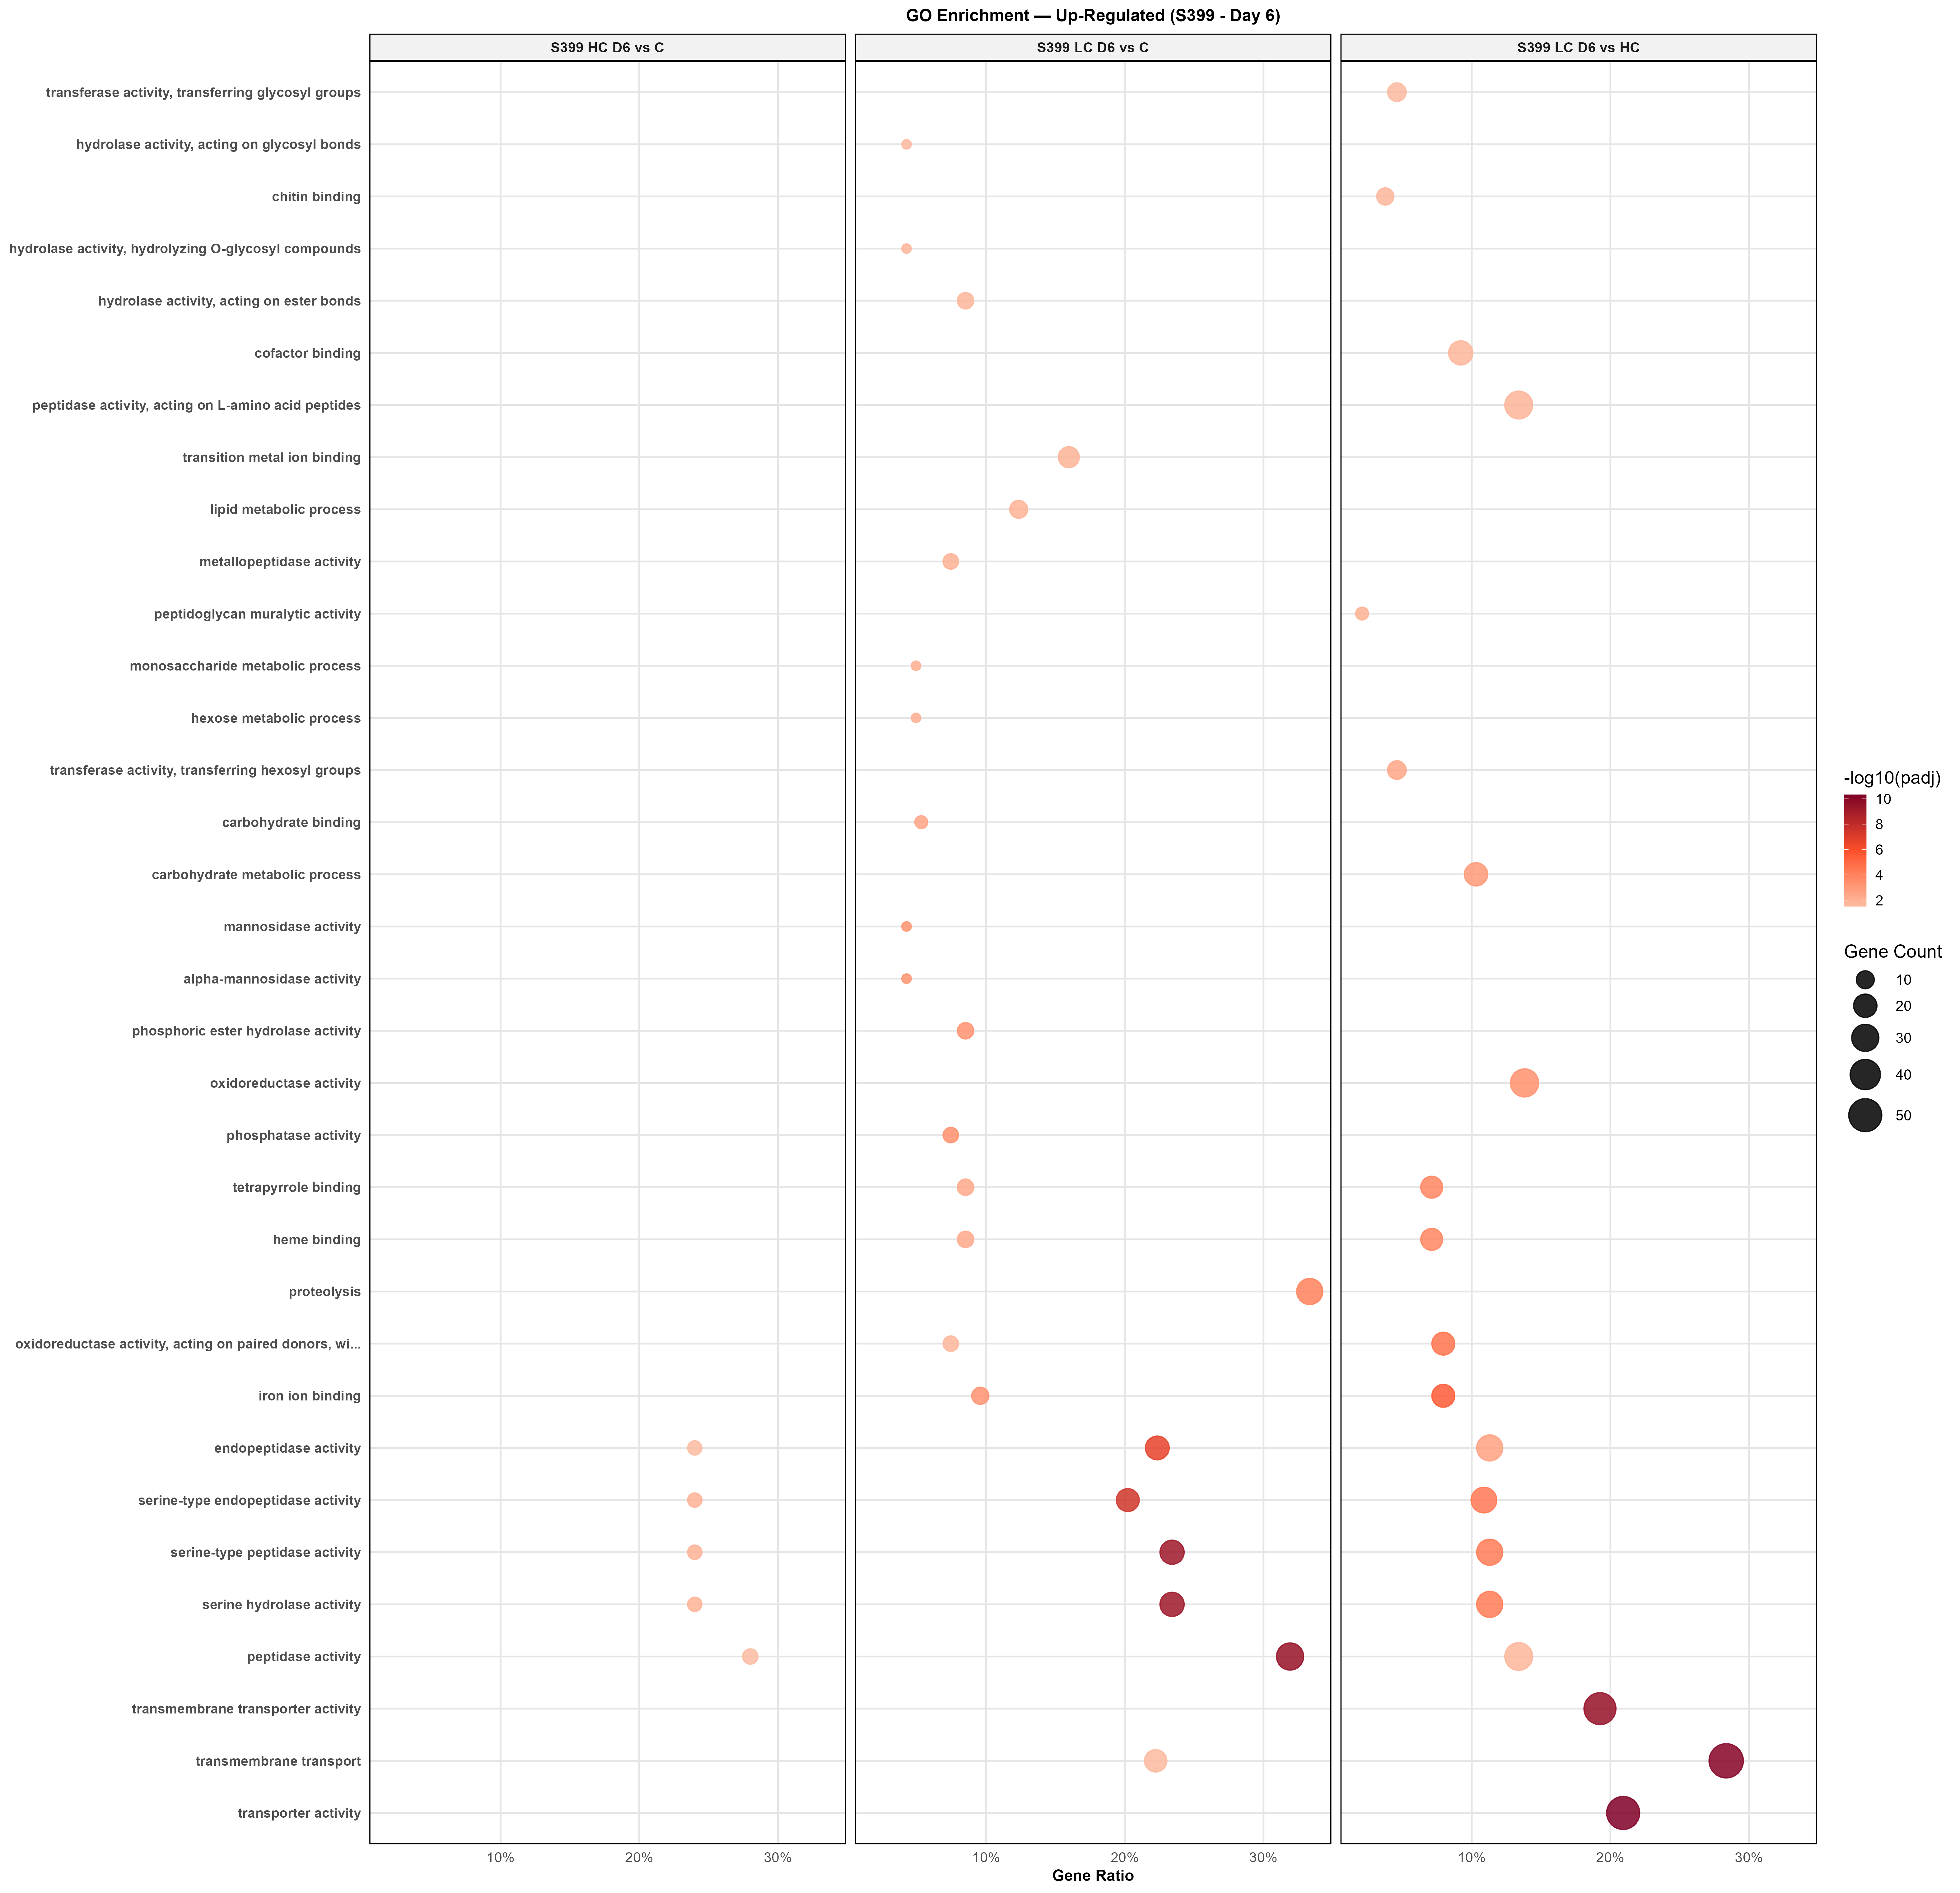 GO Enrichment — Up-Regulated (S399 - Day 6)
S399 HC D6 vs C
S399 LC D6 vs C
S399 LC D6 vs HC
transferase activity, transferring glycosyl groups
hydrolase activity, acting on glycosyl bonds
chitin binding
hydrolase activity, hydrolyzing O-glycosyl compounds
hydrolase activity, acting on ester bonds
cofactor binding
peptidase activity, acting on L-amino acid peptides
transition metal ion binding
lipid metabolic process
metallopeptidase activity
peptidoglycan muralytic activity
monosaccharide metabolic process
hexose metabolic process
transferase activity, transferring hexosyl groups
carbohydrate binding
carbohydrate metabolic process
mannosidase activity
alpha-mannosidase activity
phosphoric ester hydrolase activity
oxidoreductase activity
phosphatase activity
tetrapyrrole binding
heme binding
proteolysis
oxidoreductase activity, acting on paired donors, wi...
iron ion binding
endopeptidase activity
serine-type endopeptidase activity
serine-type peptidase activity
serine hydrolase activity
peptidase activity
transmembrane transporter activity
transmembrane transport
transporter activity
10% 20% 30%
10% 20% 30%
10% 20% 30%
Gene Ratio
-log10(padj)
10
8
6
4
2
Gene Count
10
20
30
40
50